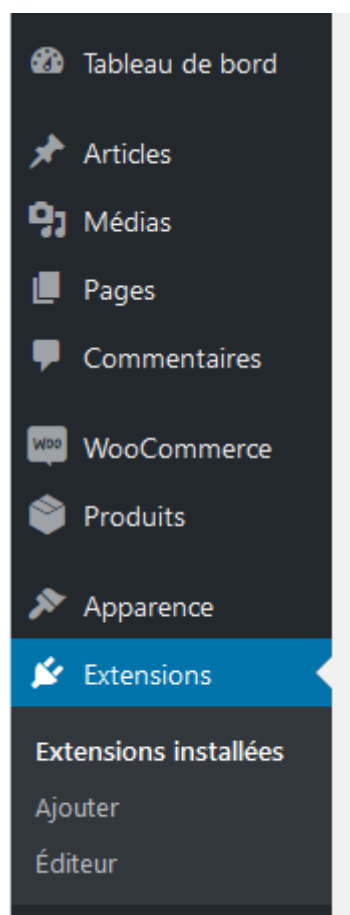 Tableau de bord
Articles
Médias
Pages
Commentaires
Woo WooCommerce
Produits
Apparence
Extensions
Extensions installées
Ajouter
Éditeur